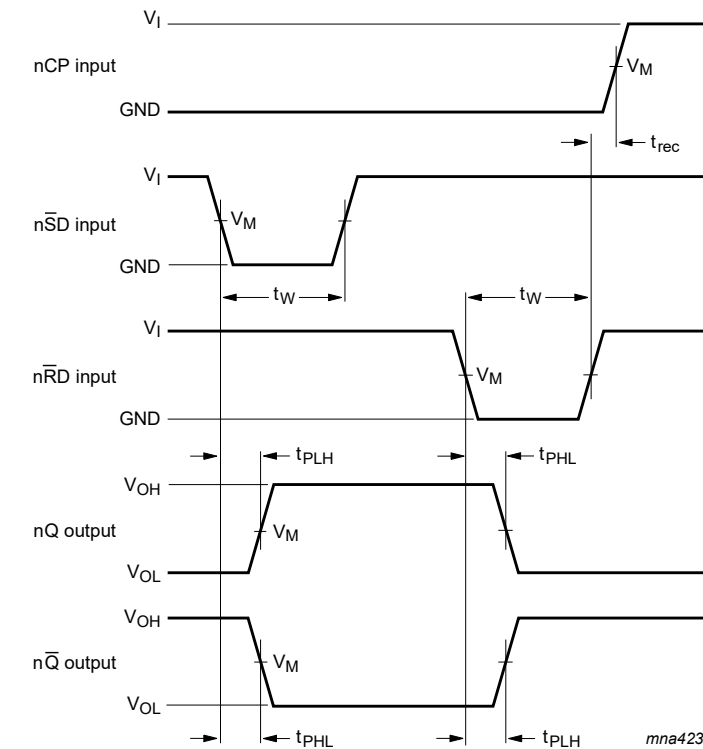 V_I
nCP input
V_M
GND
t_rec
V_I
nS̅D input
V_M
GND
t_W
t_W
V_I
nR̅D input
V_M
GND
t_PLH
t_PHL
V_OH
nQ output
V_M
V_OL
V_OH
nQ̅ output
V_M
V_OL
t_PHL
t_PLH
mna423